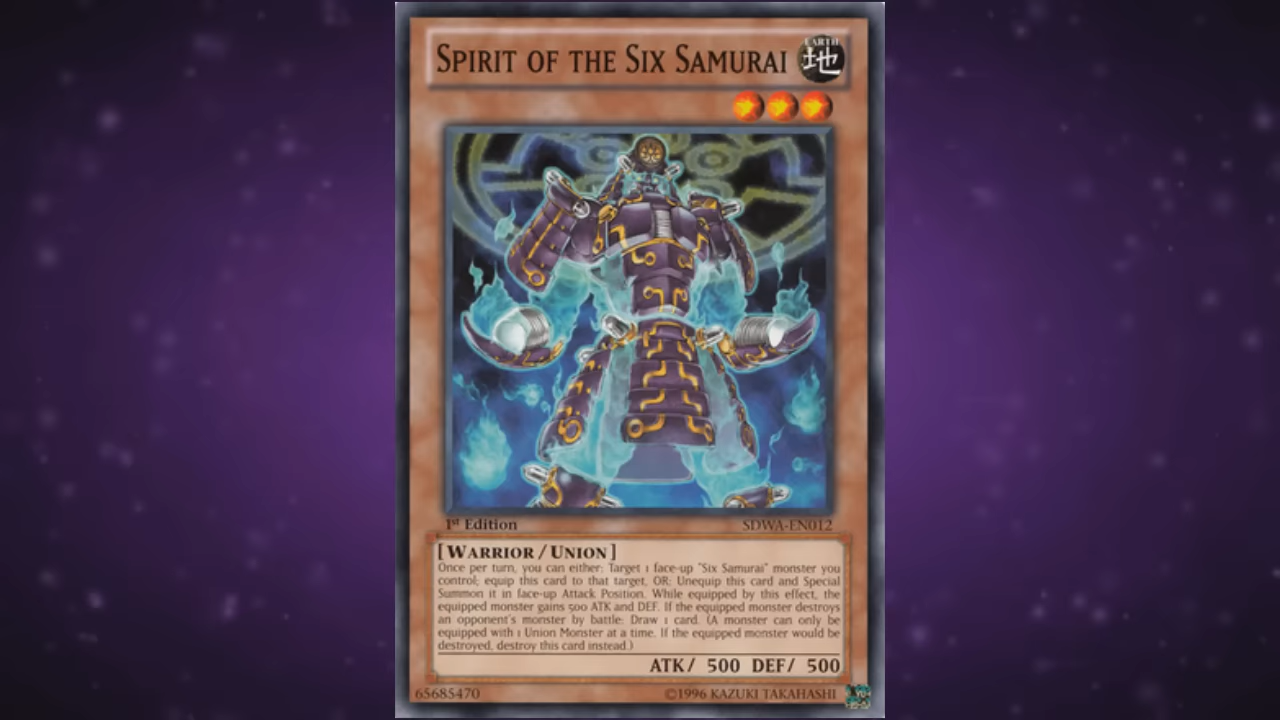 Spirit of the Six Samurai
EARTH
地
1st Edition
SDWA-EN012
[Warrior / Union]
Once per turn, you can either: Target 1 face-up "Six Samurai" monster you
control; equip this card to that target, OR: Unequip this card and Special
Summon it in face-up Attack Position. While equipped by this effect, the
equipped monster gains 500 ATK and DEF. If the equipped monster destroys
an opponent's monster by battle: Draw 1 card. (A monster can only be
equipped with 1 Union Monster at a time. If the equipped monster would be
destroyed, destroy this card instead.)
ATK/ 500 DEF/ 500
65685470
©1996 KAZUKI TAKAHASHI